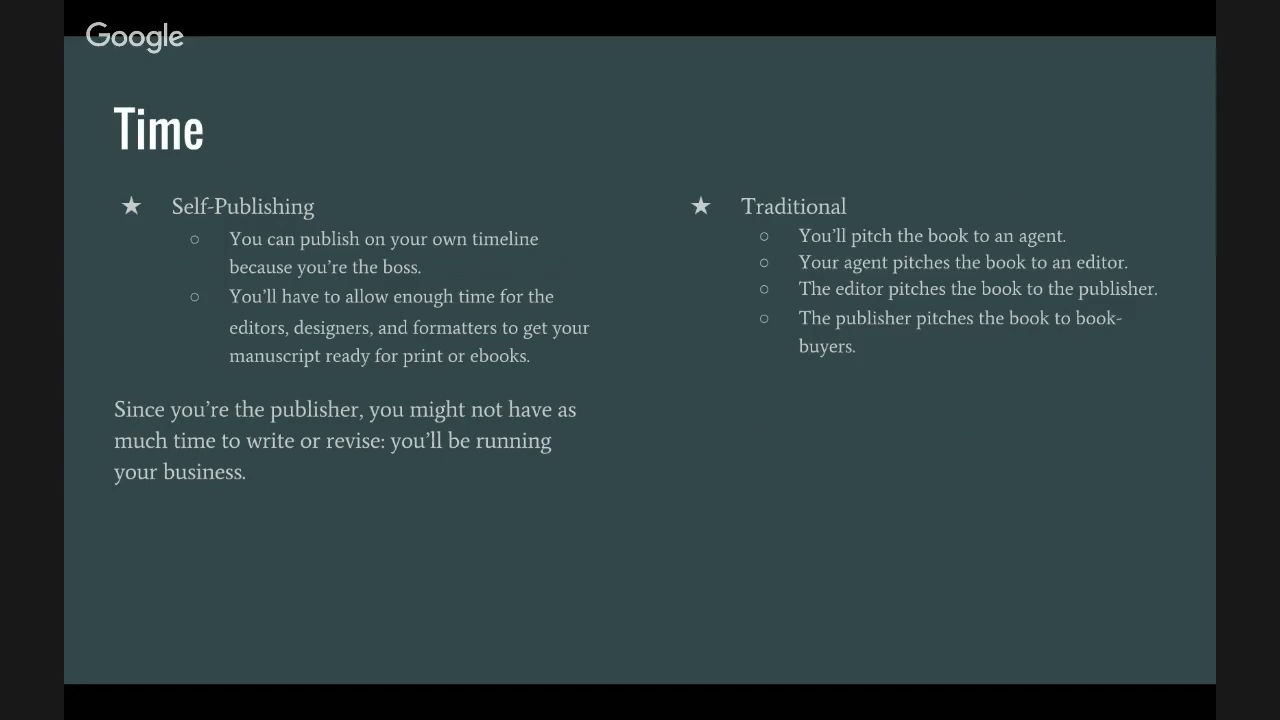 Google
Time
★ Self-Publishing
○ You can publish on your own timeline
because you’re the boss.
○ You’ll have to allow enough time for the
editors, designers, and formatters to get your
manuscript ready for print or ebooks.
Since you’re the publisher, you might not have as
much time to write or revise: you’ll be running
your business.
★ Traditional
○ You’ll pitch the book to an agent.
○ Your agent pitches the book to an editor.
○ The editor pitches the book to the publisher.
○ The publisher pitches the book to book-
buyers.